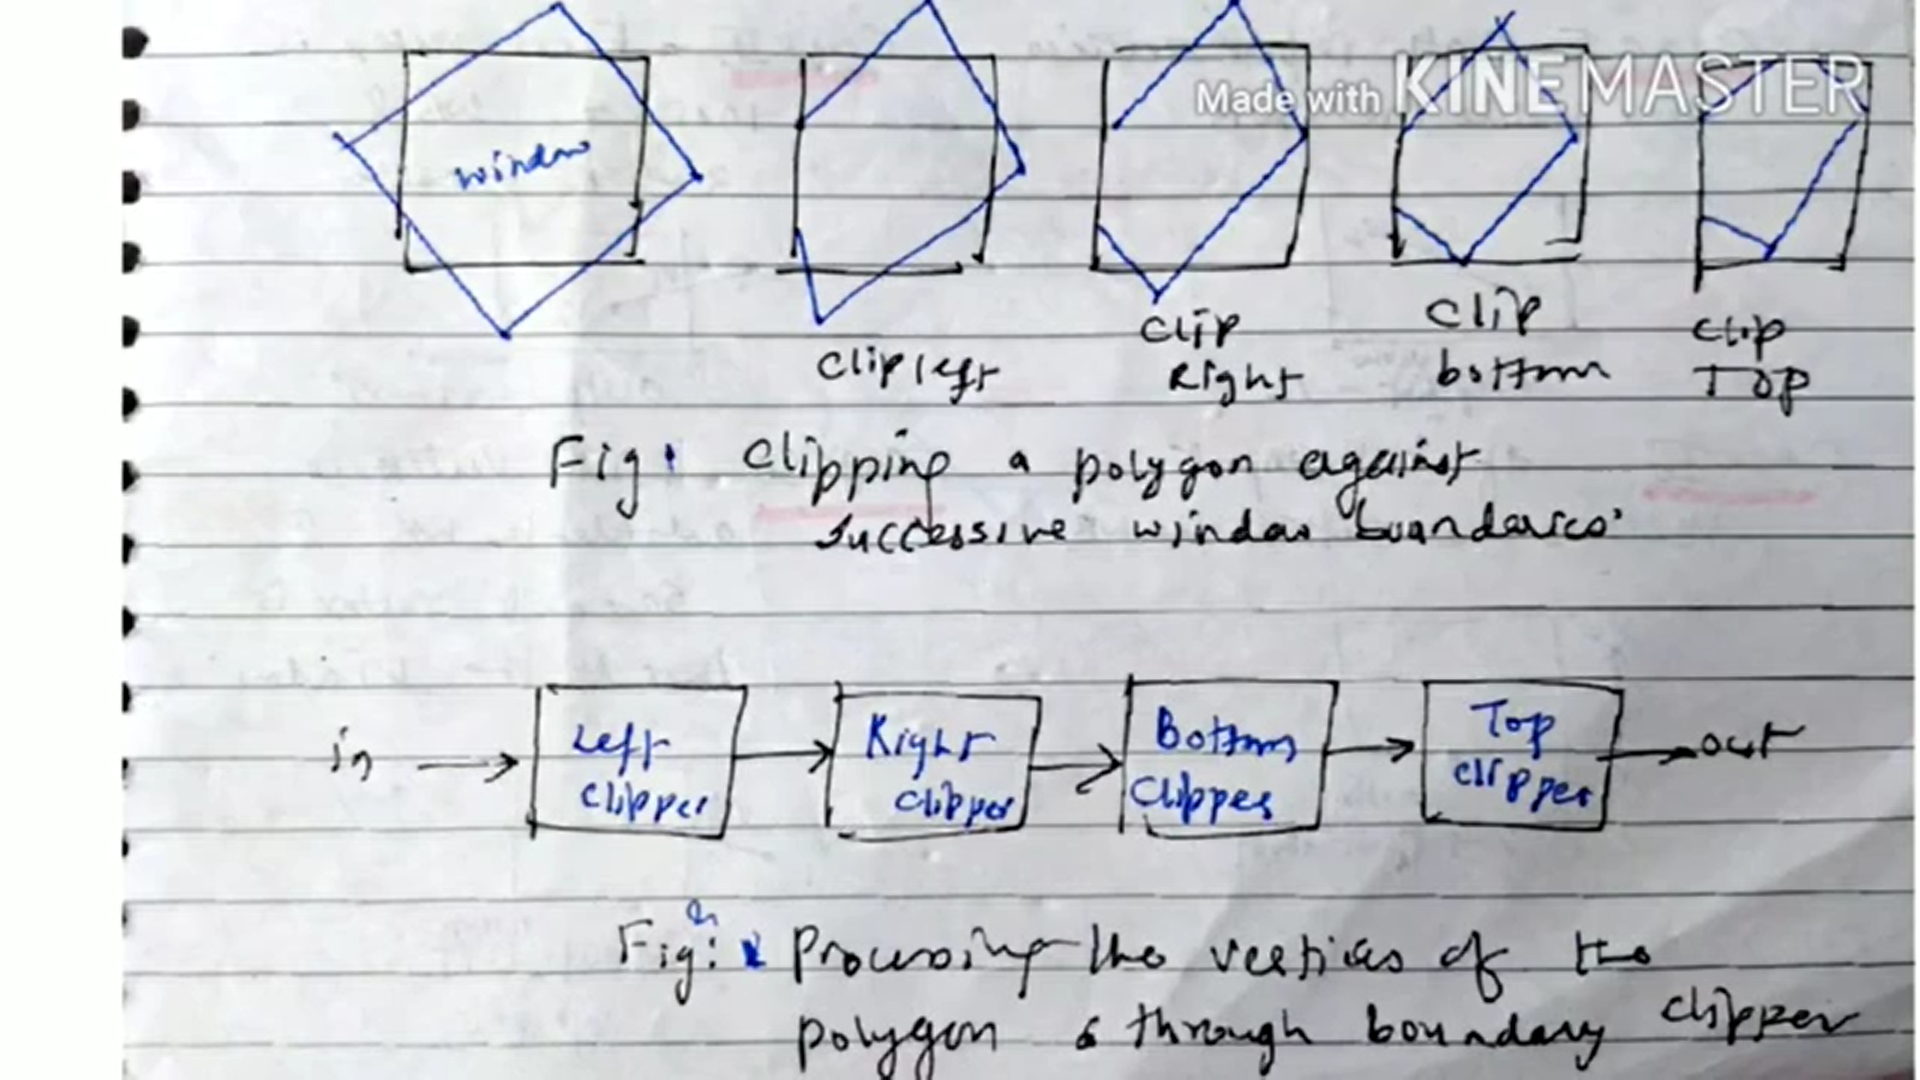 Made with KINEMASTER
window
Clip left
Clip Right
Clip bottom
Clip TOP
Fig 1 Clipping a polygon against
successive window boundaries
in
Left clipper
Right clipper
Bottom Clipper
Top clipper
out
Fig: 2 Processing the vertices of the
polygon through boundary clipper